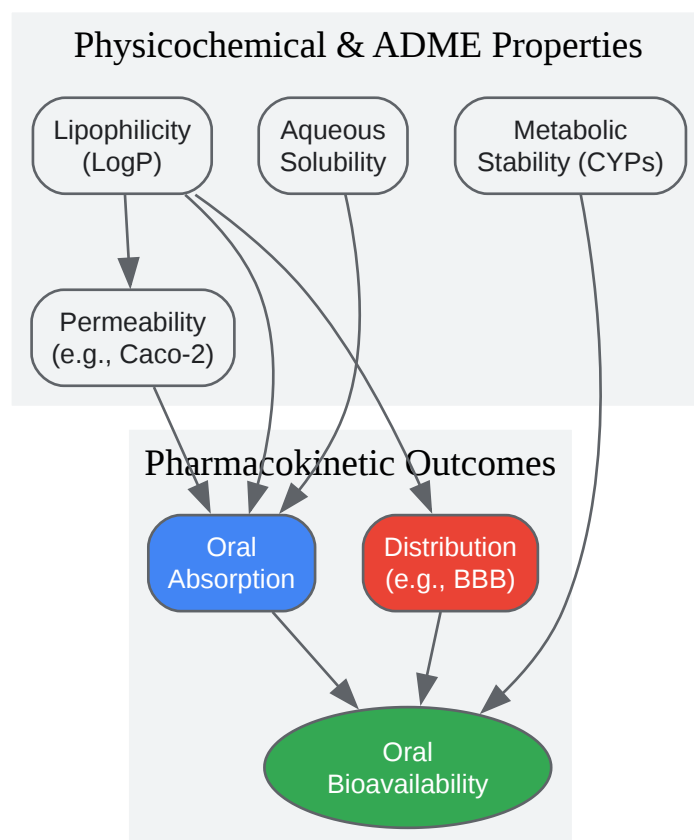 Physicochemical & ADME Properties
Lipophilicity
(LogP)
Aqueous
Solubility
Metabolic
Stability (CYPs)
Permeability
(e.g., Caco-2)
Pharmacokinetic Outcomes
Oral
Absorption
Distribution
(e.g., BBB)
Oral
Bioavailability